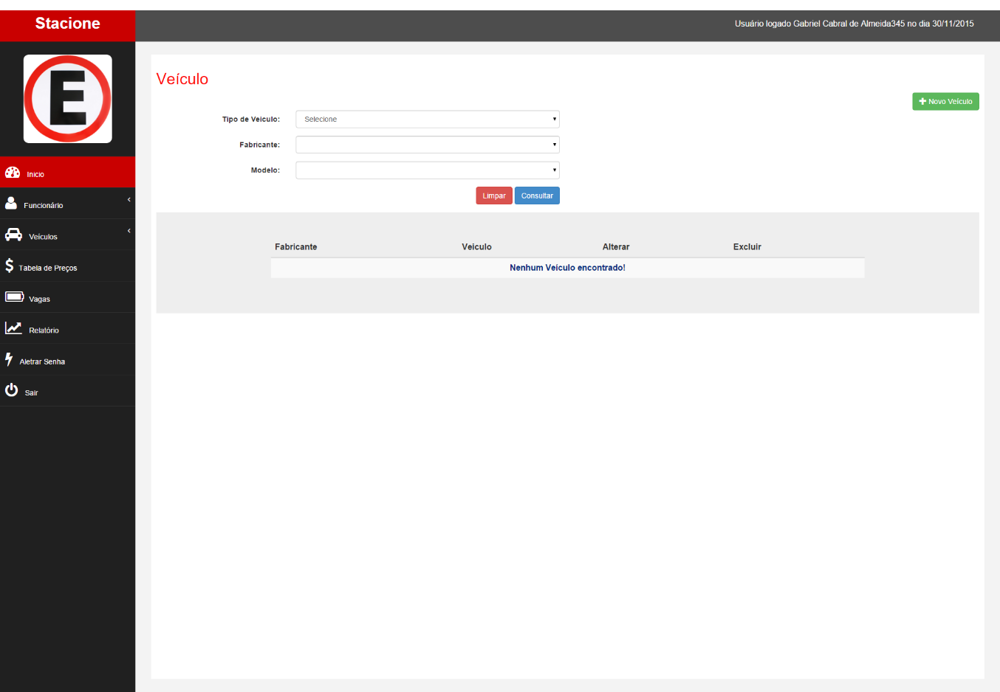 Stacione
Usuário logado Gabriel Cabral de Almeida345 no dia 30/11/2015
E
Inicio
Funcionário
Veículos
Tabela de Preços
Vagas
Relatório
Aletrar Senha
Sair
Veículo
Novo Veículo
Tipo de Veiculo:
Selecione
Fabricante:
Modelo:
Limpar Consultar
Fabricante Veiculo Alterar Excluir
Nenhum Veículo encontrado!